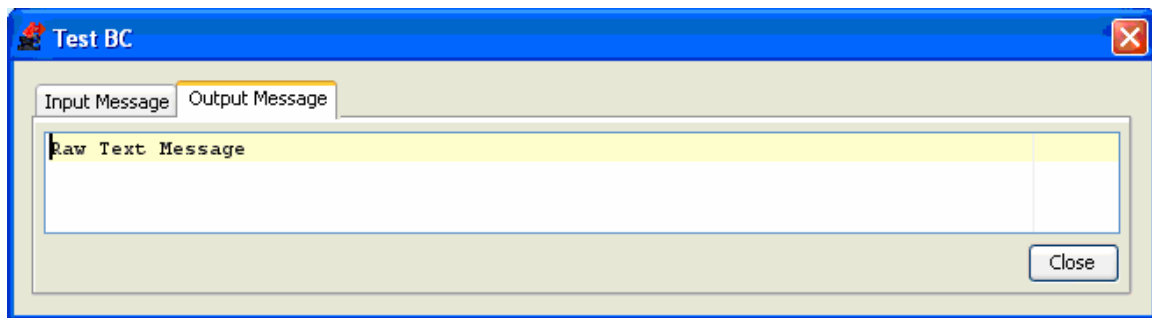 Test BC
Input Message Output Message
Raw Text Message
Close